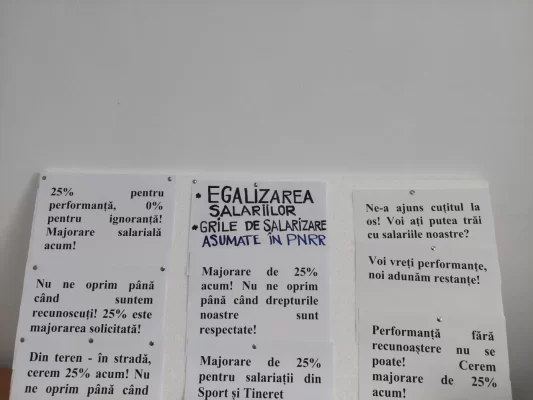 25% pentru
performanță, 0%
pentru ignoranță!
Majorare salarială
acum!
Nu ne oprim până
când suntem
recunoscuți! 25% este
majorarea solicitată!
Din teren - în stradă,
cerem 25% acum! Nu
ne oprim până când
• EGALIZAREA
SALARIILOR
• GRILE DE SALARIZARE
ASUMATE ÎN PNRR
Majorare de 25%
acum! Nu ne oprim
până când drepturile
noastre sunt
respectate!
Majorare de 25%
pentru salariații din
Sport și Tineret
Ne-a ajuns cuțitul la
os! Voi ați putea trăi
cu salariile noastre?
Voi vreți performanțe,
noi adunăm restanțe!
Performanță fără
recunoaștere nu se
poate! Cerem
majorare de 25%
acum!